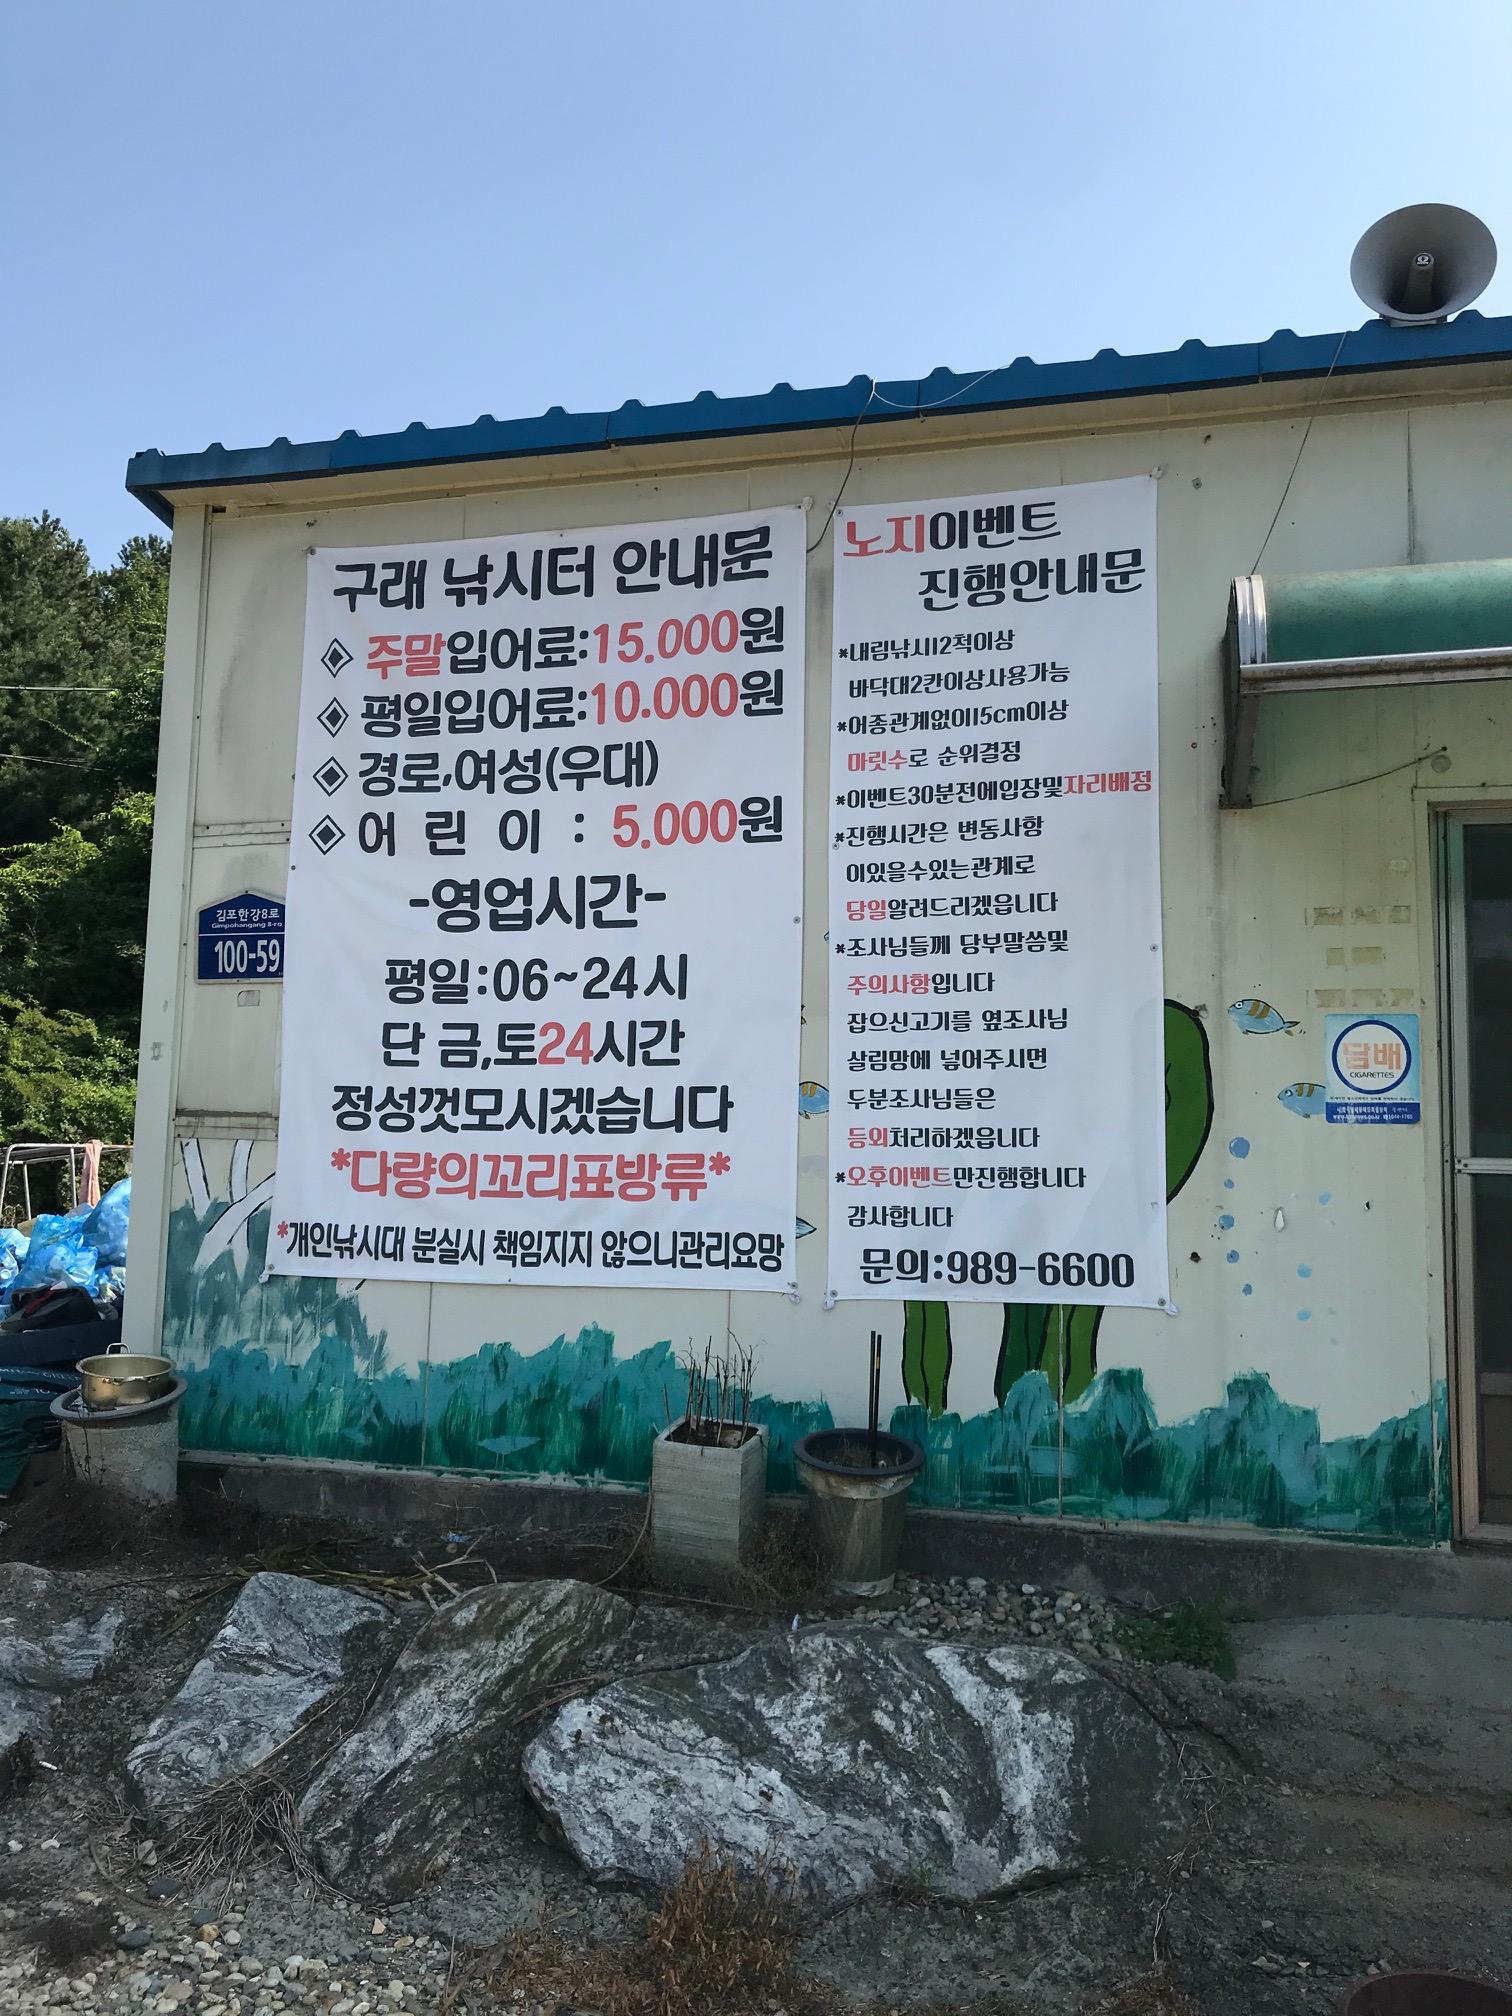 구래 낚시터 안내문
주말입어료:15.000원
평일입어료:10.000원
경로,여성(우대)
어 린 이 : 5.000원
-영업시간-
평일:06~24시
단 금,토24시간
정성껏모시겠습니다
*다량의꼬리표방류*
*개인낚시대 분실시 책임지지 않으니관리요망
노지이벤트
진행안내문
*내림낚시12척이상
바닥대2칸이상사용가능
*어종관계없이15cm이상
마릿수로 순위결정
*이벤트30분전에입장및자리배정
*진행시간은 변동사항
이있을수있는관계로
당일알려드리겠읍니다
*조사님들께 당부말씀및
주의사항입니다
잡으신고기를 옆조사님
살림망에 넣어주시면
두분조사님들은
등외처리하겠읍니다
*오후이벤트만진행합니다
감사합니다
문의:989-6600
김포한강8로
Gimpohangang 8-ro
100-59
담배
CIGARETTES